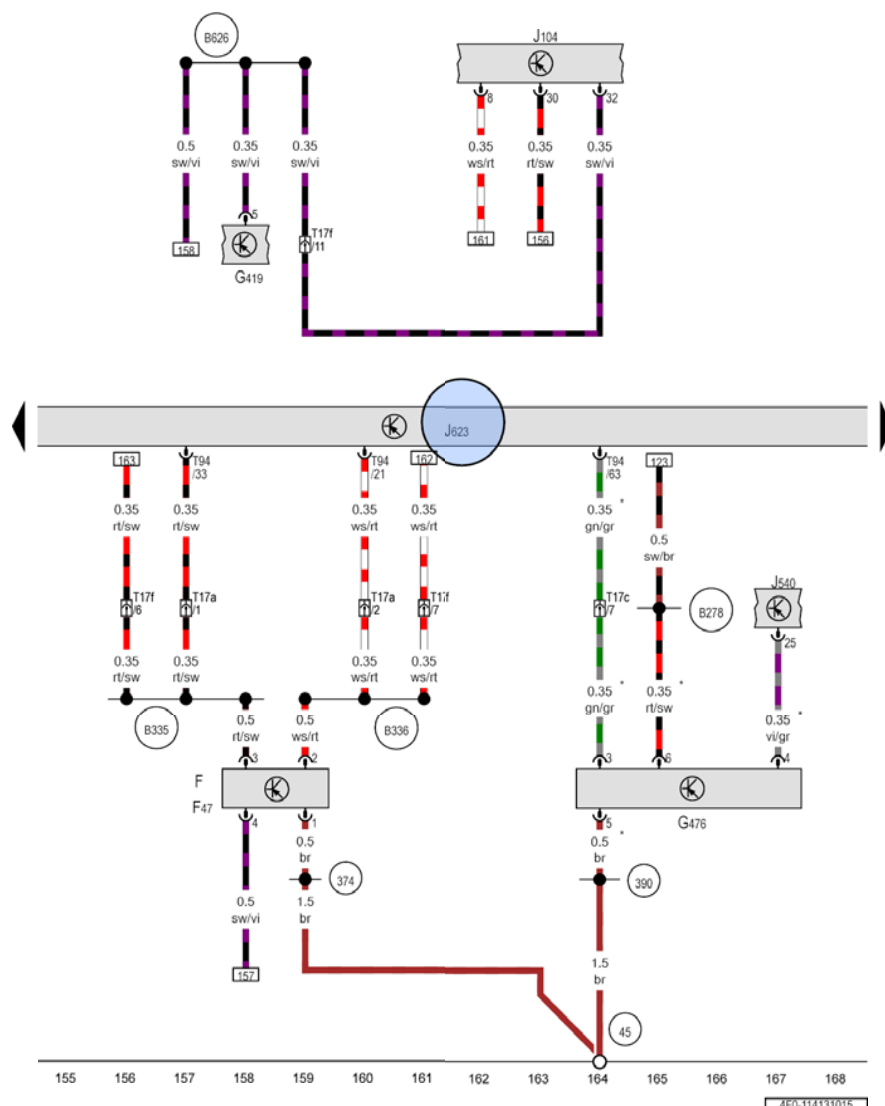 B626
J104
8 30 32
0.5 0.35 0.35 0.35 0.35 0.35
sw/vi sw/vi sw/vi ws/rt rt/sw sw/vi
5
T17f
/11
158 161 156
G419
J623
163 T94 T94 162 T94 123
/33 /21 /63
0.35 0.35 0.35 0.35 0.35 *
rt/sw rt/sw ws/rt ws/rt gn/gr
0.5
sw/br
J540
T17f T17a T17a T17f T17c
/6 /1 /2 /7 /7
B278
25
0.35 0.35 0.35 0.35
rt/sw rt/sw ws/rt ws/rt
0.35 * 0.35 *
gn/gr rt/sw
B335 B336
0.5 0.5 0.35 *
rt/sw ws/rt vi/gr
3 2 3 6 4
F
F47
G476
4 1 5
0.5 0.5 *
br br
374 390
0.5 1.5
sw/vi br
157
1.5
br
45
155 156 157 158 159 160 161 162 163 164 165 166 167 168
4F0-114131015